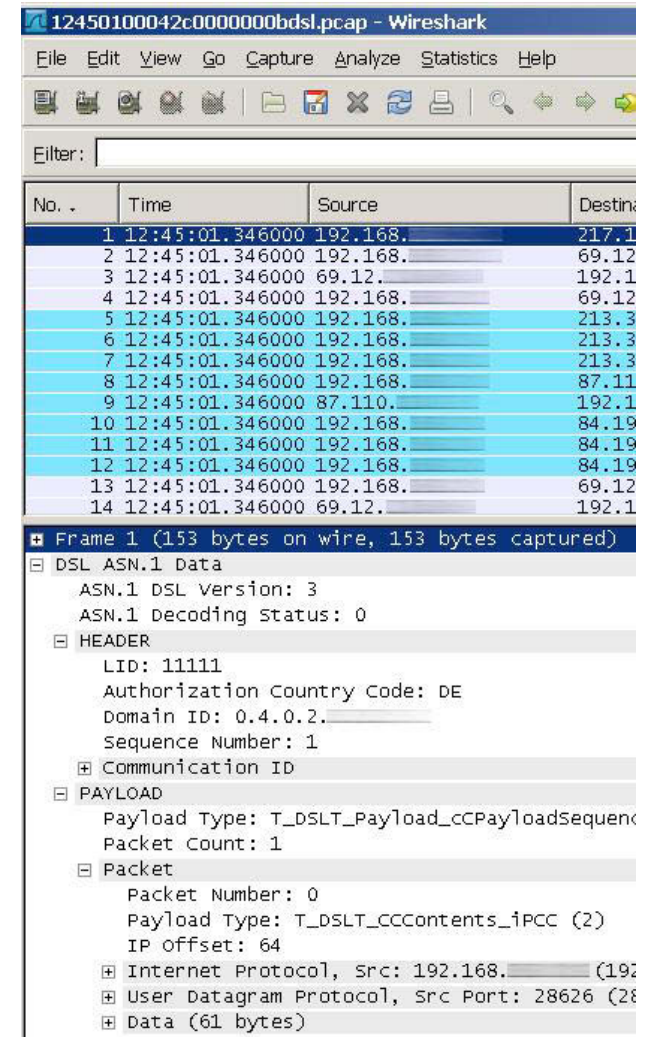 12450100042c0000000bdsl.pcap - Wireshark
File Edit View Go Capture Analyze Statistics Help
Filter:
No. . Time Source Destina
1 12:45:01.346000 192.168. 217.1
2 12:45:01.346000 192.168. 69.12
3 12:45:01.346000 69.12. 192.1
4 12:45:01.346000 192.168. 69.12
5 12:45:01.346000 192.168. 213.3
6 12:45:01.346000 192.168. 213.3
7 12:45:01.346000 192.168. 213.3
8 12:45:01.346000 192.168. 87.11
9 12:45:01.346000 87.110. 192.1
10 12:45:01.346000 192.168. 84.19
11 12:45:01.346000 192.168. 84.19
12 12:45:01.346000 192.168. 84.19
13 12:45:01.346000 192.168. 69.12
14 12:45:01.346000 69.12. 192.1
Frame 1 (153 bytes on wire, 153 bytes captured)
DSL ASN.1 Data
ASN.1 DSL Version: 3
ASN.1 Decoding Status: 0
HEADER
LID: 11111
Authorization Country Code: DE
Domain ID: 0.4.0.2.
Sequence Number: 1
Communication ID
PAYLOAD
Payload Type: T_DSLT_Payload_cCPayloadSequenc
Packet Count: 1
Packet
Packet Number: 0
Payload Type: T_DSLT_CCContents_iPCC (2)
IP Offset: 64
Internet Protocol, Src: 192.168. (192
User Datagram Protocol, Src Port: 28626 (28
Data (61 bytes)